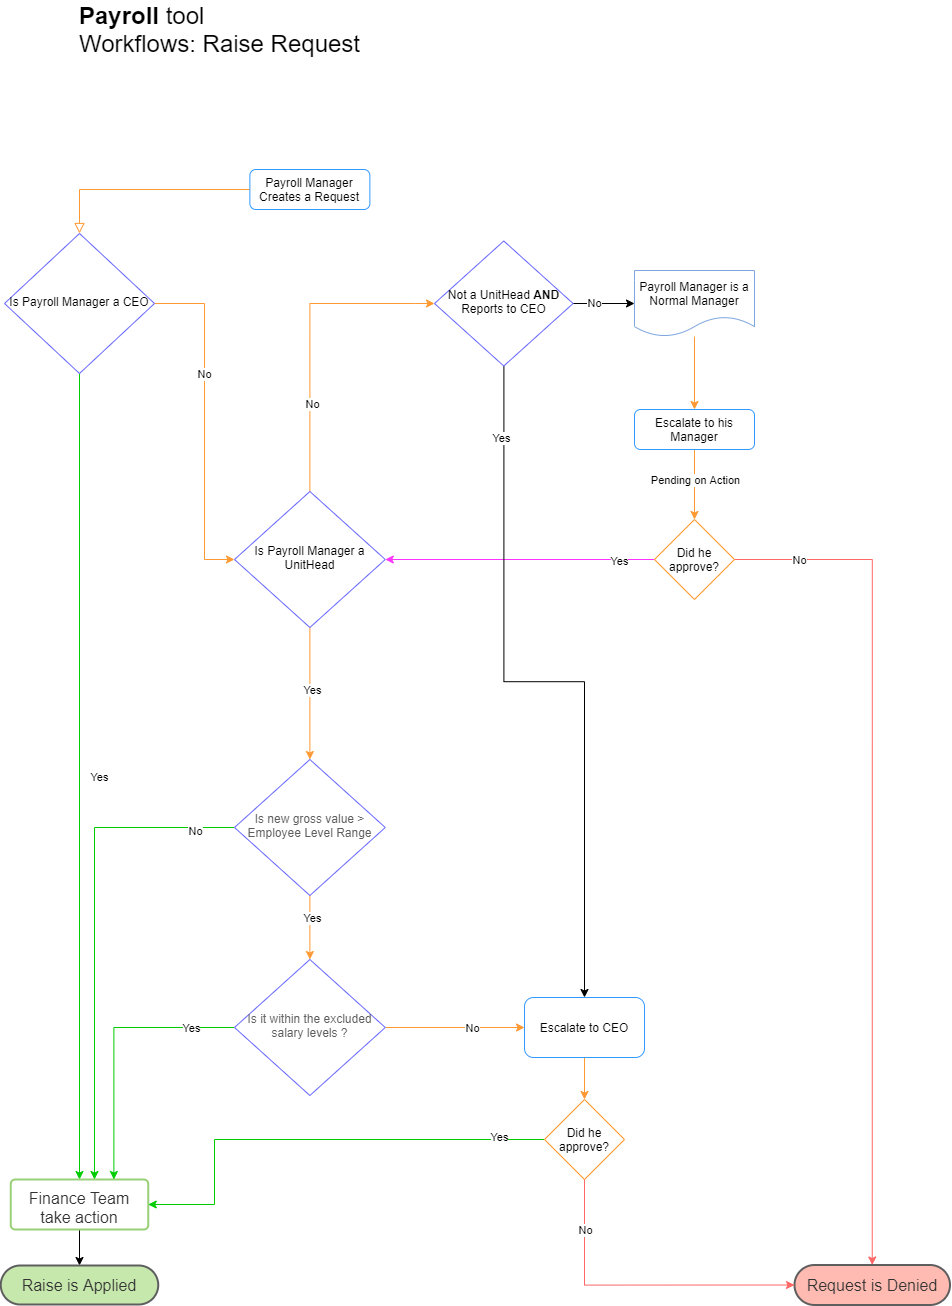 Payroll tool
Workflows: Raise Request
Payroll Manager
Creates a Request
Is Payroll Manager a CEO
No
Yes
Not a UnitHead AND
Reports to CEO
No
Payroll Manager is a
Normal Manager
No
Yes
Escalate to his
Manager
Pending on Action
Is Payroll Manager a
UnitHead
Did he
approve?
Yes
No
Yes
Is new gross value >
Employee Level Range
No
Yes
Is it within the excluded
salary levels ?
Yes
No
Escalate to CEO
Did he
approve?
Yes
No
Finance Team
take action
Raise is Applied
Request is Denied